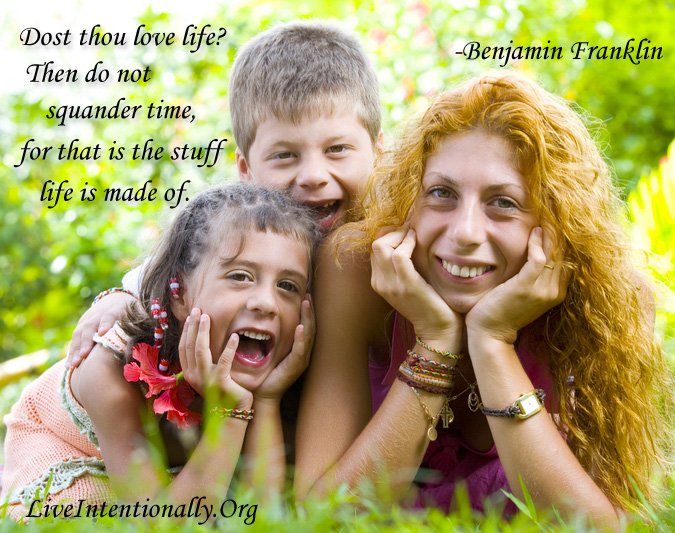 Dost thou love life?
Then do not
squander time,
for that is the stuff
life is made of.
-Benjamin Franklin
LiveIntentionally.Org